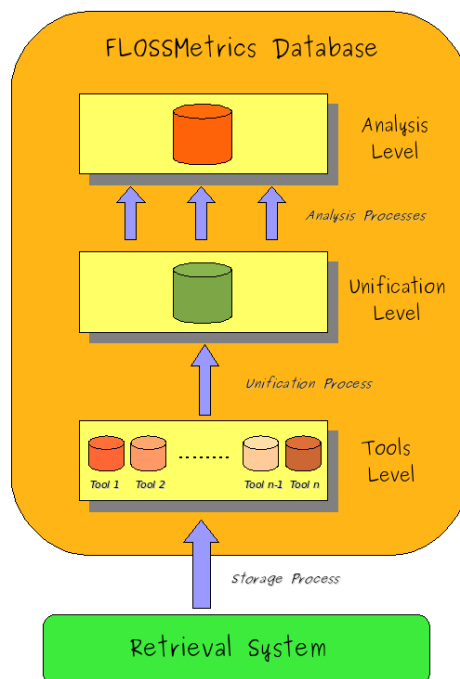 FLOSSMetrics Database
Analysis
Level
Analysis Processes
Unification
Level
Unification Process
Tools
Level
Tool 1 Tool 2 ......... Tool n-1 Tool n
Storage Process
Retrieval System